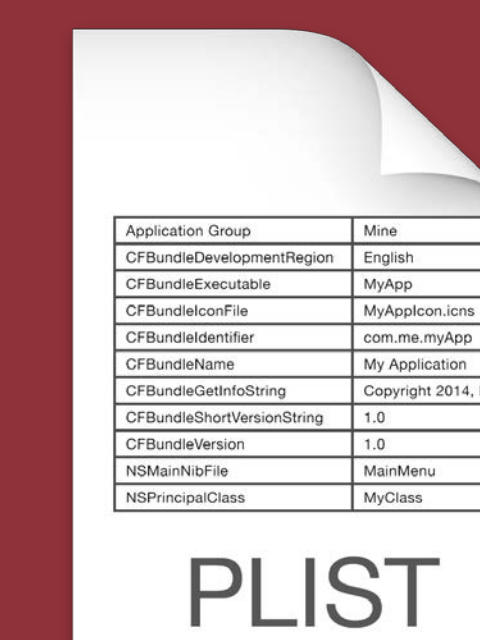 Application Group Mine
CFBundleDevelopmentRegion English
CFBundleExecutable MyApp
CFBundleIconFile MyAppIcon.icns
CFBundleIdentifier com.me.myApp
CFBundleName My Application
CFBundleGetInfoString Copyright 2014,
CFBundleShortVersionString 1.0
CFBundleVersion 1.0
NSMainNibFile MainMenu
NSPrincipalClass MyClass
PLIST